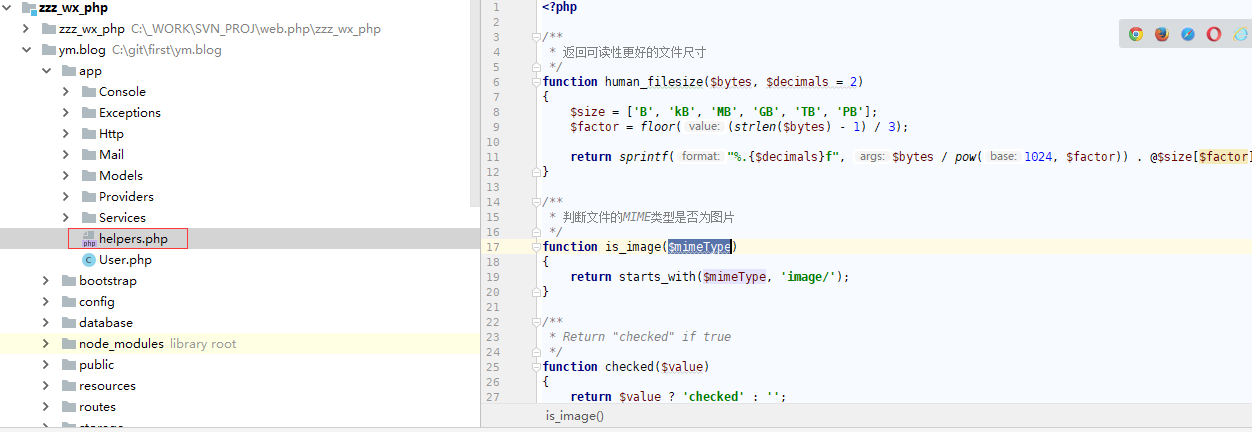 zzz_wx_php
zzz_wx_php C:\_WORK\SVN_PROJ\web.php\zzz_wx_php
ym.blog C:\git\first\ym.blog
app
Console
Exceptions
Http
Mail
Models
Providers
Services
php helpers.php
C User.php
bootstrap
config
database
node_modules library root
public
resources
routes
1 <?php
2
3 /**
4 * 返回可读性更好的文件尺寸
5 */
6 function human_filesize($bytes, $decimals = 2)
7 {
8 $size = ['B', 'kB', 'MB', 'GB', 'TB', 'PB'];
9 $factor = floor( value: (strlen($bytes) - 1) / 3);
10
11 return sprintf( format: "%.{$decimals}f", args: $bytes / pow( base: 1024, $factor)) . @$size[$factor]
12 }
13
14 /**
15 * 判断文件的MIME类型是否为图片
16 */
17 function is_image($mimeType)
18 {
19 return starts_with($mimeType, 'image/');
20 }
21
22 /**
23 * Return "checked" if true
24 */
25 function checked($value)
26 {
27 return $value ? 'checked' : '';
is_image()